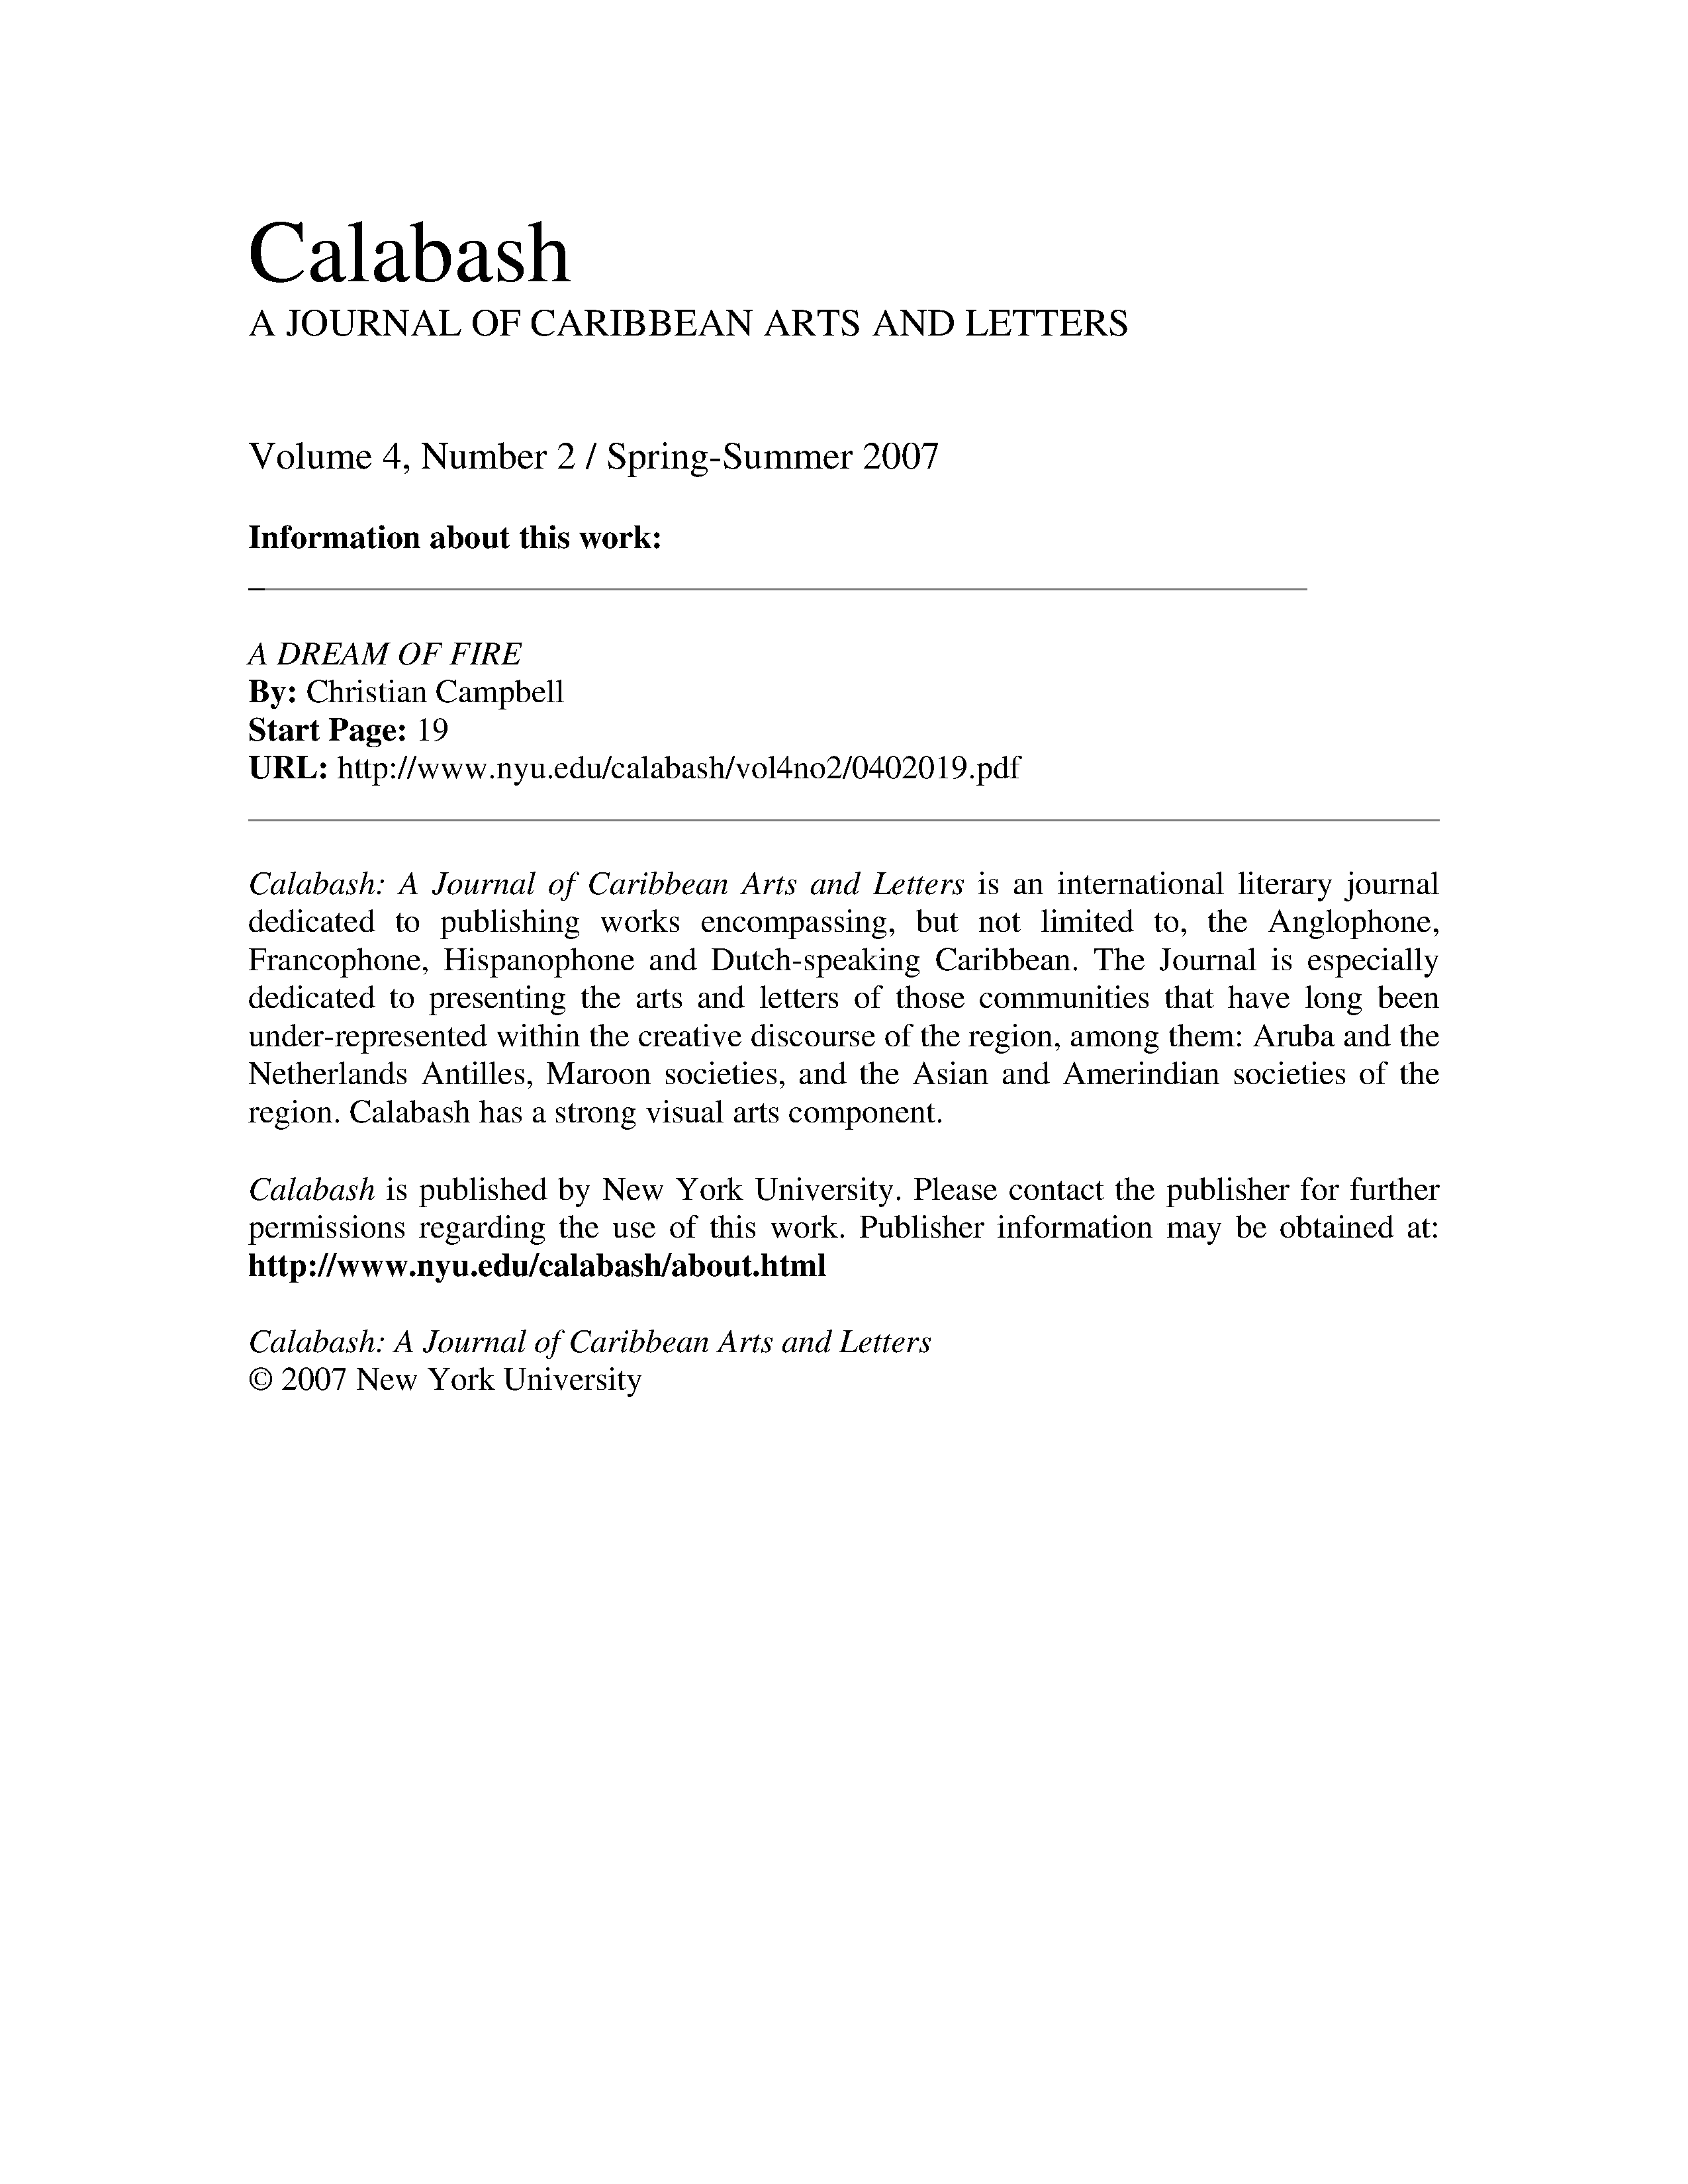 Calabash
A JOURNAL OF CARIBBEAN ARTS AND LETTERS
Volume 4, Number 2 / Spring-Summer 2007
Information about this work:
A DREAM OF FIRE
By: Christian Campbell
Start Page: 19
URL: http://www.nyu.edu/calabash/vol4no2/0402019.pdf
Calabash: A Journal of Caribbean Arts and Letters is an international literary journal
dedicated to publishing works encompassing, but not limited to, the Anglophone,
Francophone, Hispanophone and Dutch-speaking Caribbean. The Journal is especially
dedicated to presenting the arts and letters of those communities that have long been
under-represented within the creative discourse of the region, among them: Aruba and the
Netherlands Antilles, Maroon societies, and the Asian and Amerindian societies of the
region. Calabash has a strong visual arts component.
Calabash is published by New York University. Please contact the publisher for further
permissions regarding the use of this work. Publisher information may be obtained at:
http://www.nyu.edu/calabash/about.html
Calabash: A Journal of Caribbean Arts and Letters
© 2007 New York University